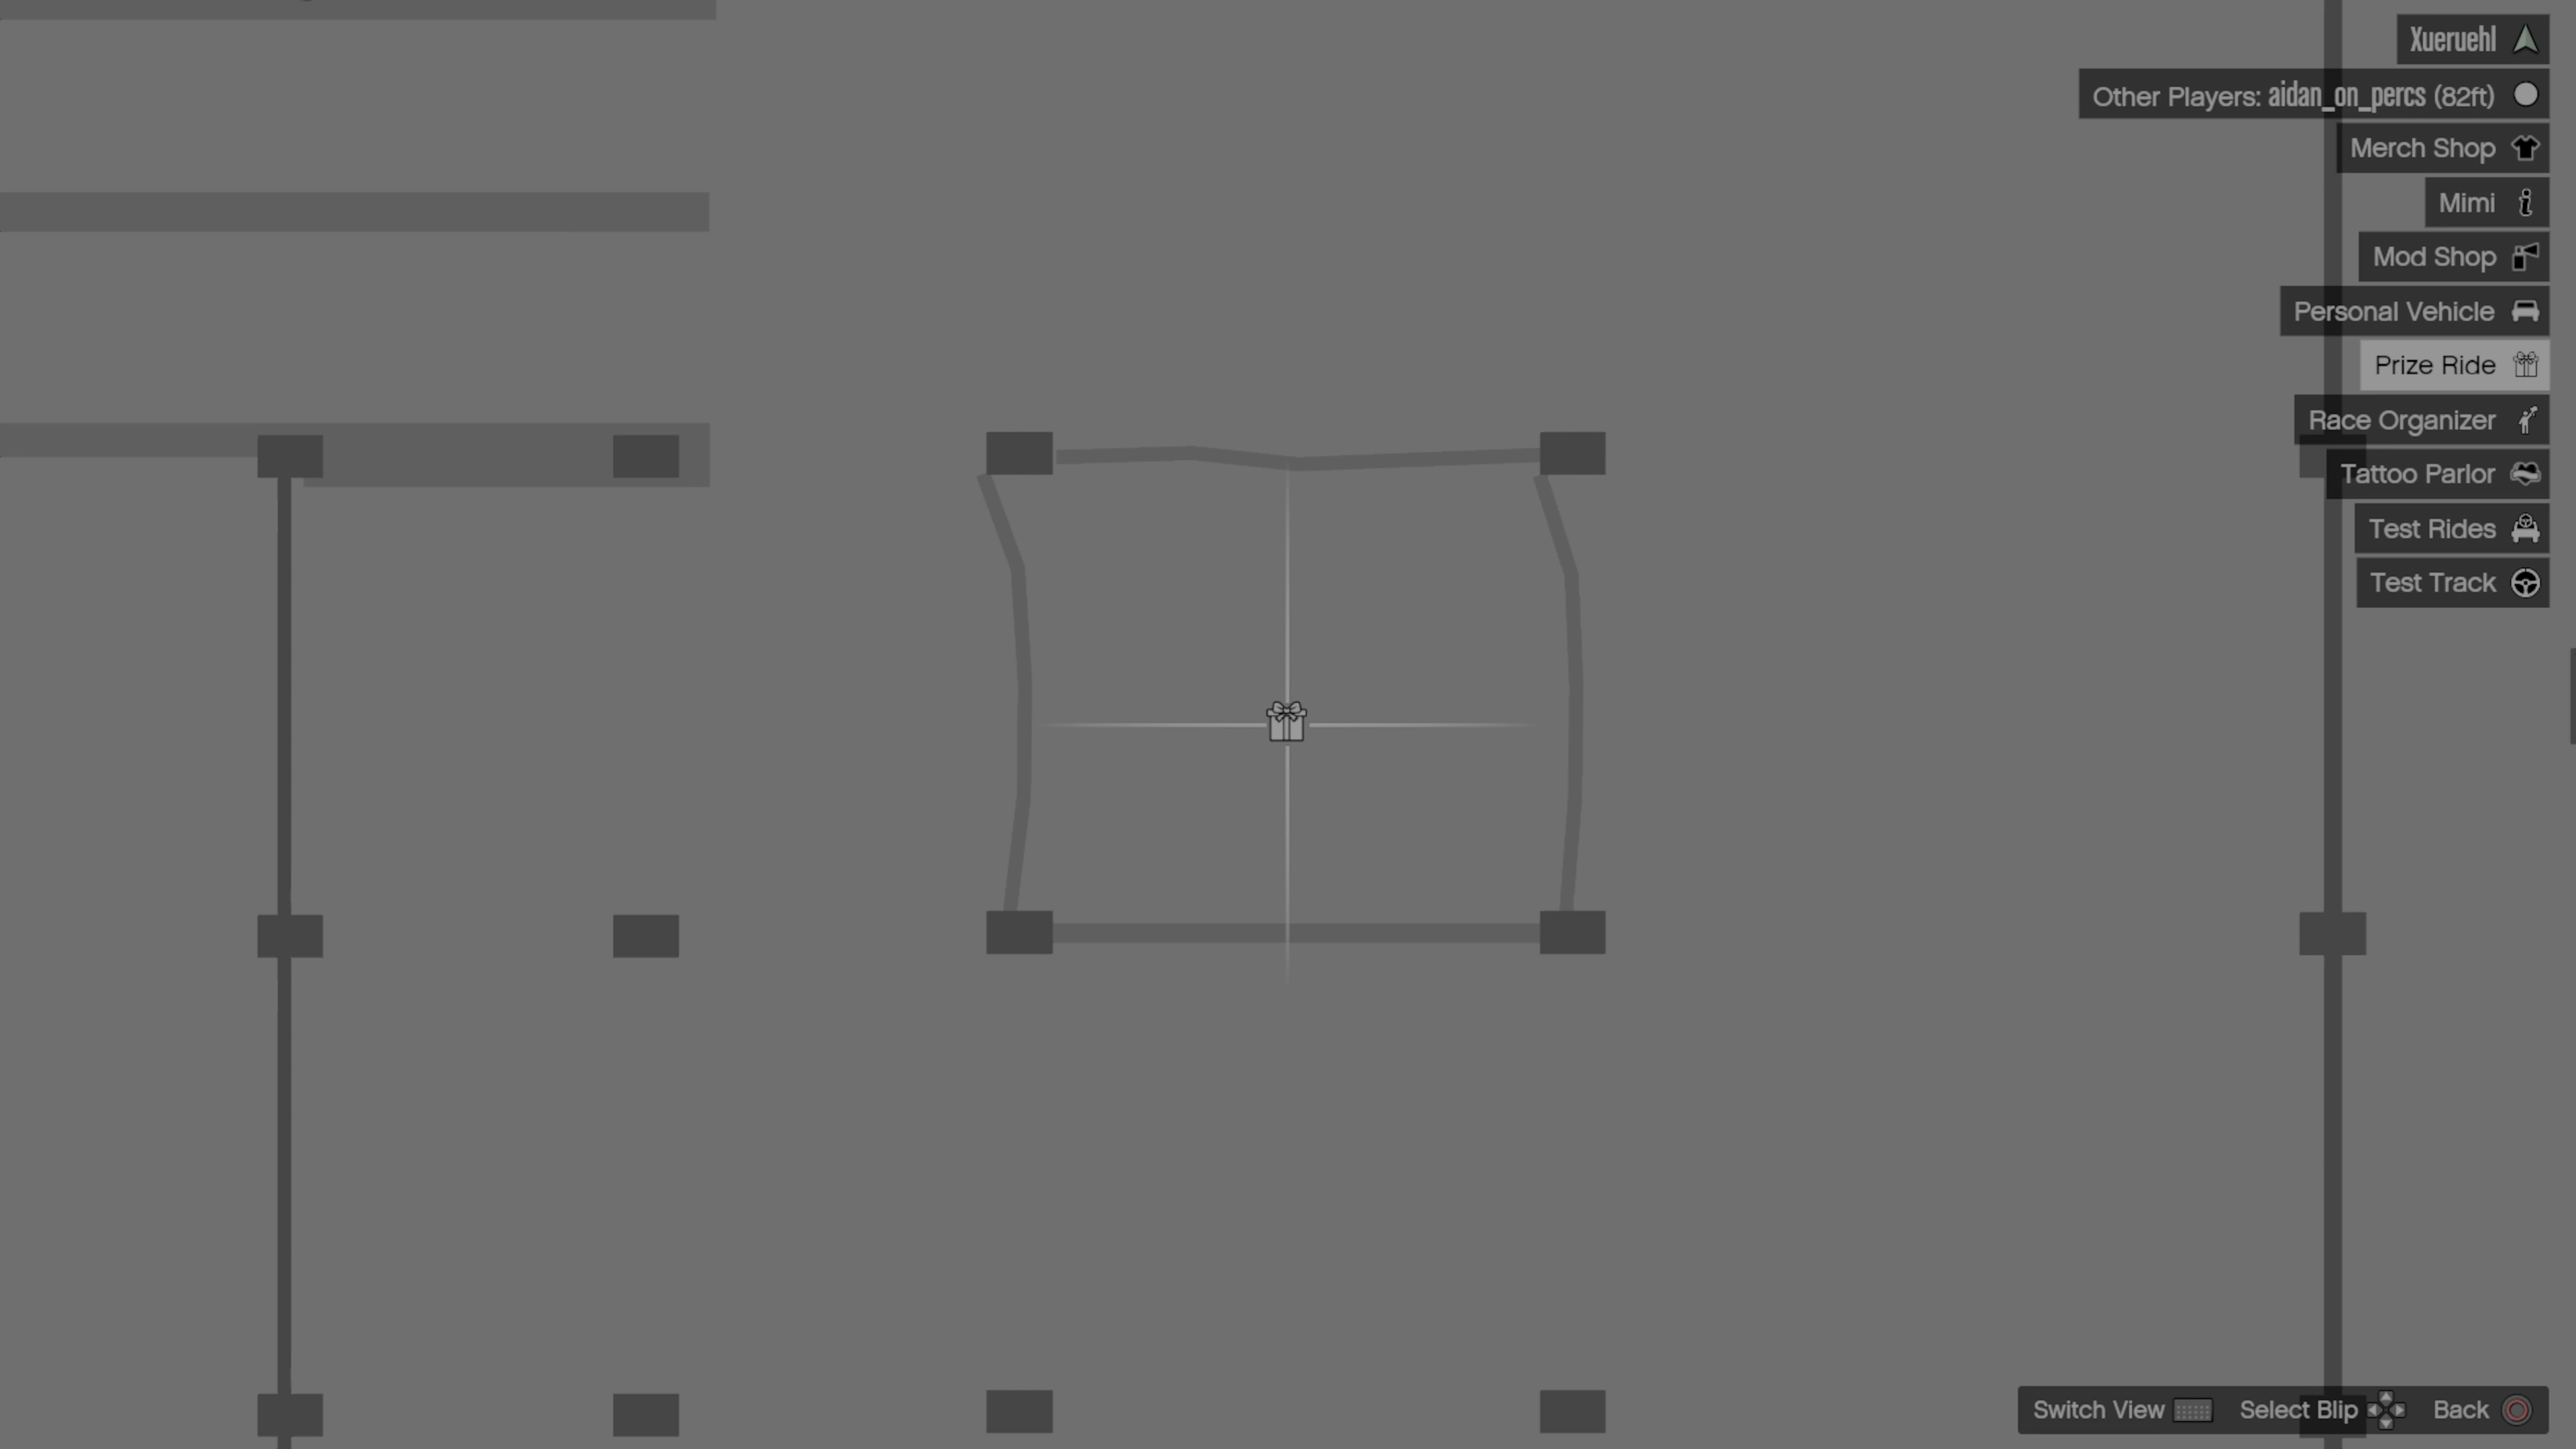 Xueruehl
Other Players: aidan_on_percs (82ft)
Merch Shop
Mimi
Mod Shop
Personal Vehicle
Prize Ride
Race Organizer
Tattoo Parlor
Test Rides
Test Track
Switch View Select Blip Back